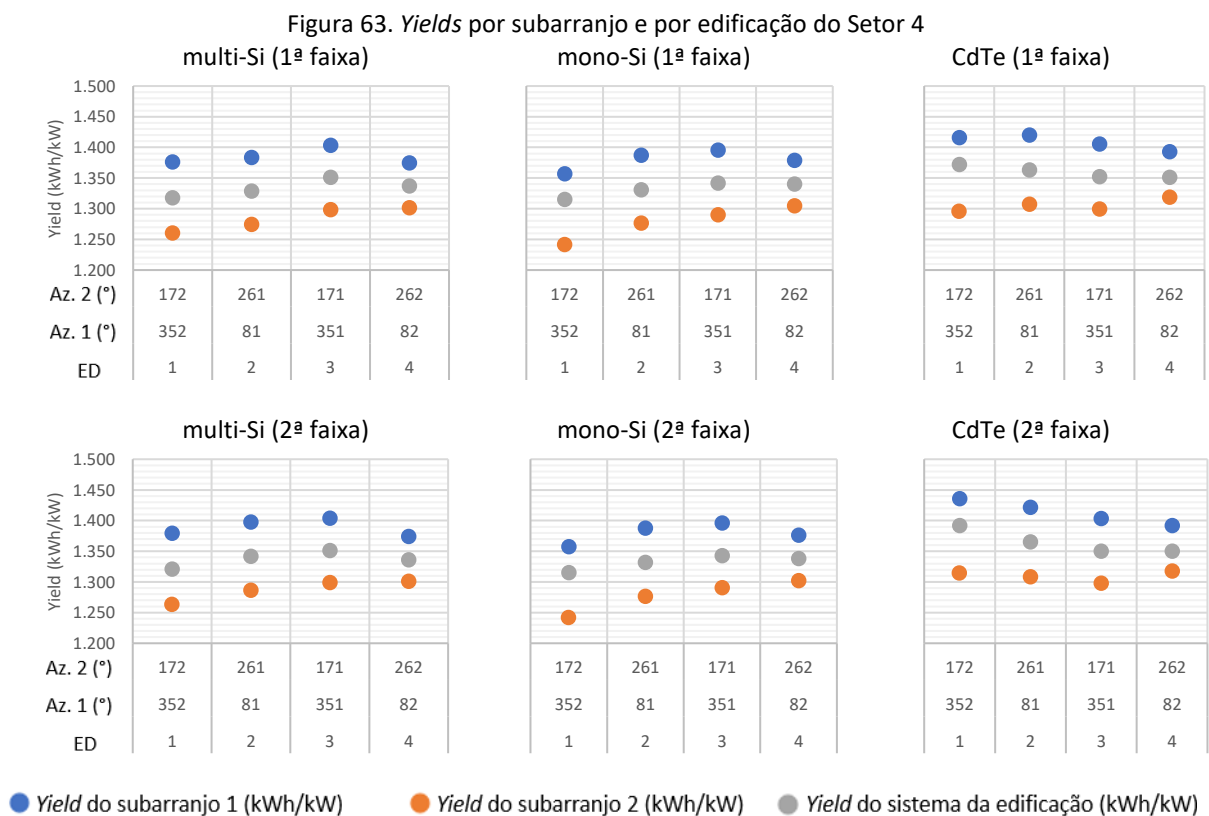 Figura 63. Yields por subarranjo e por edificação do Setor 4
multi-Si (1ª faixa) mono-Si (1ª faixa) CdTe (1ª faixa)
Yield (kWh/kW)
1.500
1.450
1.400
1.350
1.300
1.250
1.200
Az. 2 (°) 172 261 171 262 172 261 171 262 172 261 171 262
Az. 1 (°) 352 81 351 82 352 81 351 82 352 81 351 82
ED 1 2 3 4 1 2 3 4 1 2 3 4
multi-Si (2ª faixa) mono-Si (2ª faixa) CdTe (2ª faixa)
Yield (kWh/kW)
1.500
1.450
1.400
1.350
1.300
1.250
1.200
Az. 2 (°) 172 261 171 262 172 261 171 262 172 261 171 262
Az. 1 (°) 352 81 351 82 352 81 351 82 352 81 351 82
ED 1 2 3 4 1 2 3 4 1 2 3 4
Yield do subarranjo 1 (kWh/kW) Yield do subarranjo 2 (kWh/kW) Yield do sistema da edificação (kWh/kW)